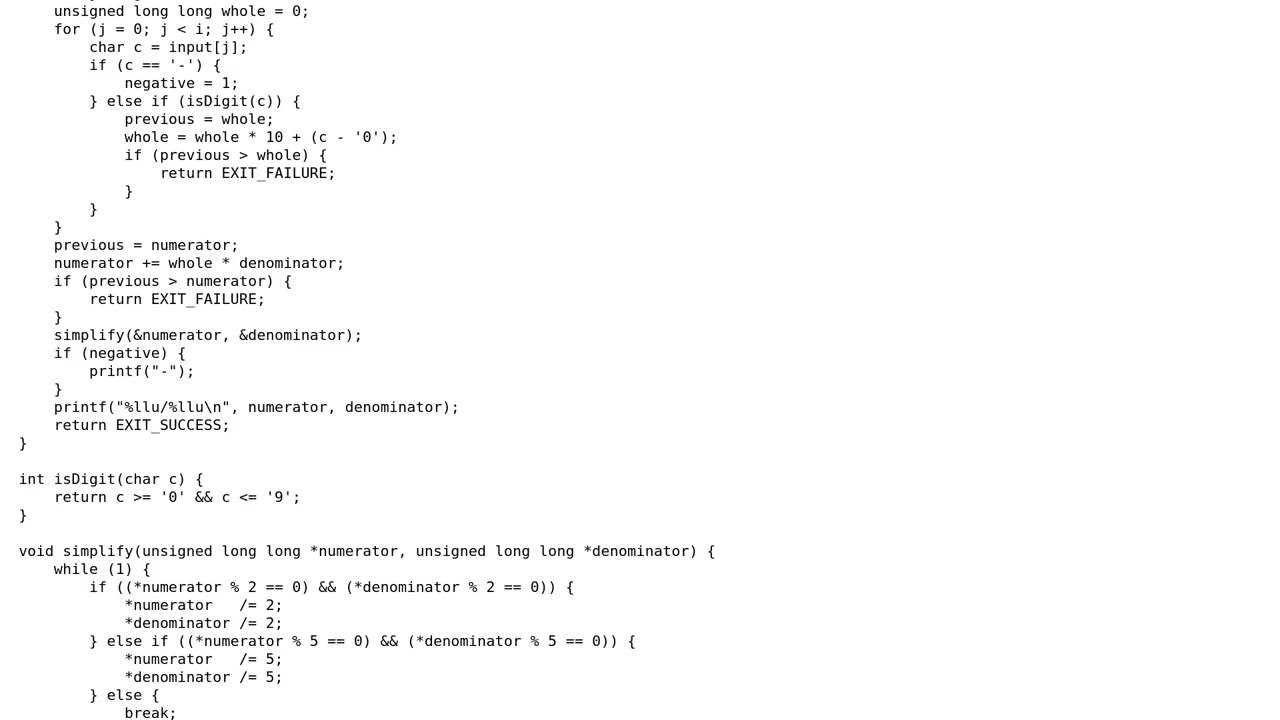 unsigned long long whole = 0;
    for (j = 0; j < i; j++) {
        char c = input[j];
        if (c == '-') {
            negative = 1;
        } else if (isDigit(c)) {
            previous = whole;
            whole = whole * 10 + (c - '0');
            if (previous > whole) {
                return EXIT_FAILURE;
            }
        }
    }
    previous = numerator;
    numerator += whole * denominator;
    if (previous > numerator) {
        return EXIT_FAILURE;
    }
    simplify(&numerator, &denominator);
    if (negative) {
        printf("-");
    }
    printf("%llu/%llu\n", numerator, denominator);
    return EXIT_SUCCESS;
}

int isDigit(char c) {
    return c >= '0' && c <= '9';
}

void simplify(unsigned long long *numerator, unsigned long long *denominator) {
    while (1) {
        if ((*numerator % 2 == 0) && (*denominator % 2 == 0)) {
            *numerator   /= 2;
            *denominator /= 2;
        } else if ((*numerator % 5 == 0) && (*denominator % 5 == 0)) {
            *numerator   /= 5;
            *denominator /= 5;
        } else {
            break;